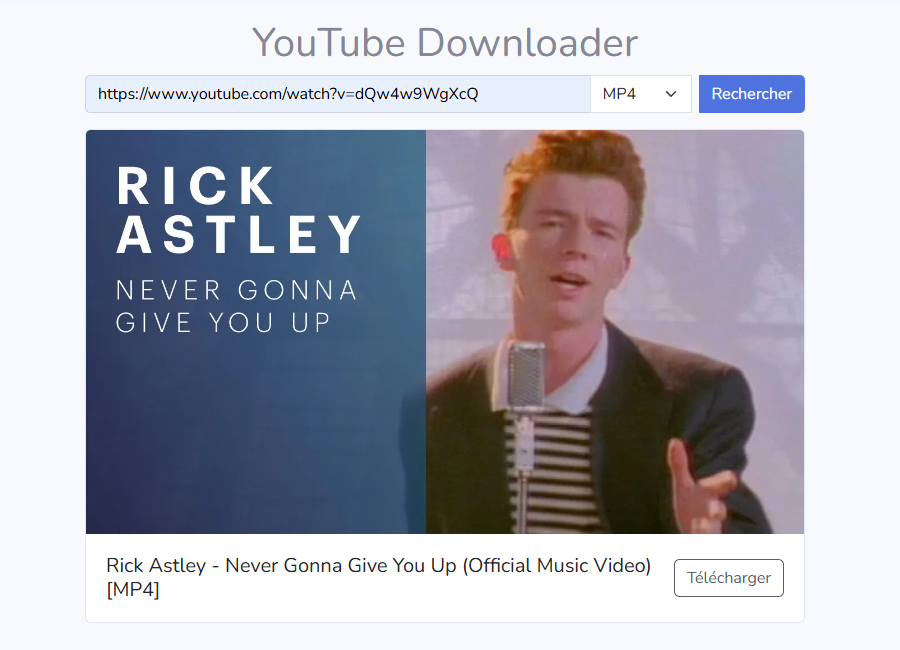 YouTube Downloader
https://www.youtube.com/watch?v=dQw4w9WgXcQ MP4 Rechercher
RICK
ASTLEY
NEVER GONNA
GIVE YOU UP
Rick Astley - Never Gonna Give You Up (Official Music Video)
[MP4]
Télécharger